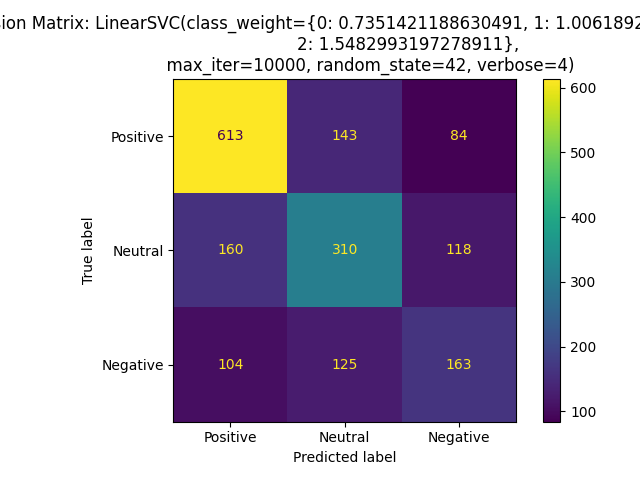 sion Matrix: LinearSVC(class_weight={0: 0.7351421188630491, 1: 1.0061892
2: 1.5482993197278911},
max_iter=10000, random_state=42, verbose=4)
Positive 613 143 84
Neutral 160 310 118
Negative 104 125 163
Positive Neutral Negative
Predicted label
True label
600
500
400
300
200
100